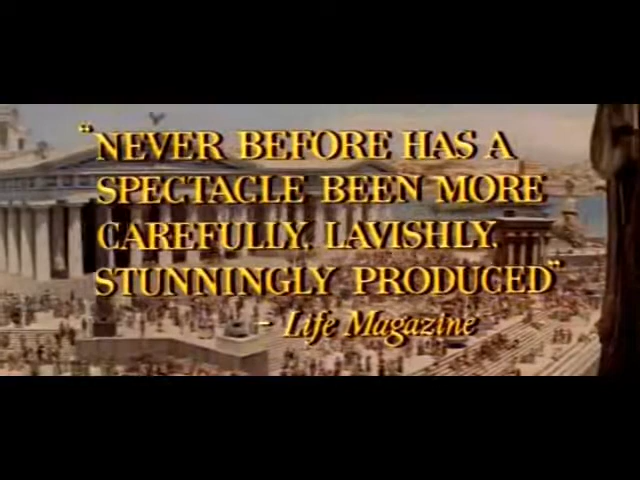 "NEVER BEFORE HAS A
SPECTACLE BEEN MORE
CAREFULLY, LAVISHLY,
STUNNINGLY PRODUCED"
- Life Magazine